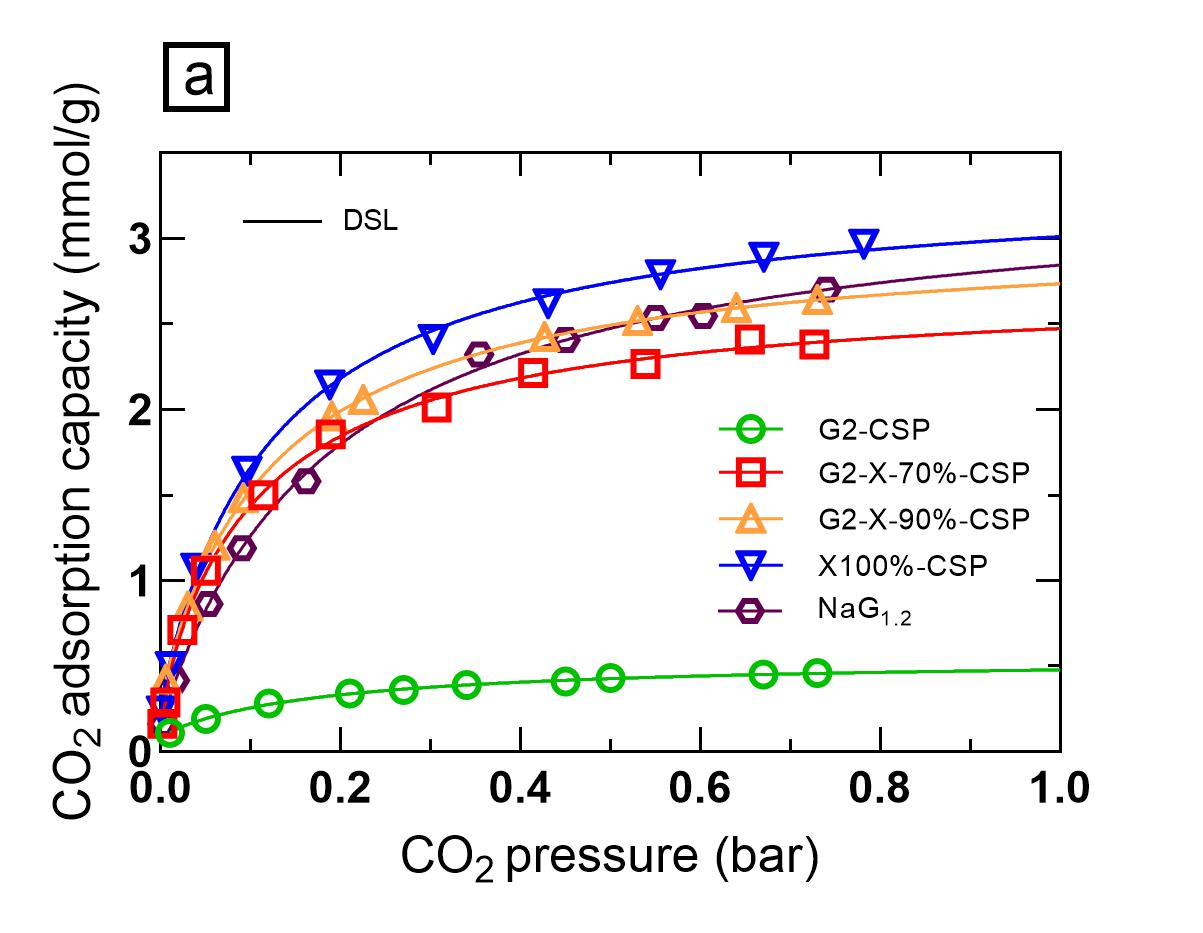 a
CO₂ adsorption capacity (mmol/g)
DSL
3
2
1
0
G2-CSP
G2-X-70%-CSP
G2-X-90%-CSP
X100%-CSP
NaG₁.₂
0.0 0.2 0.4 0.6 0.8 1.0
CO₂ pressure (bar)